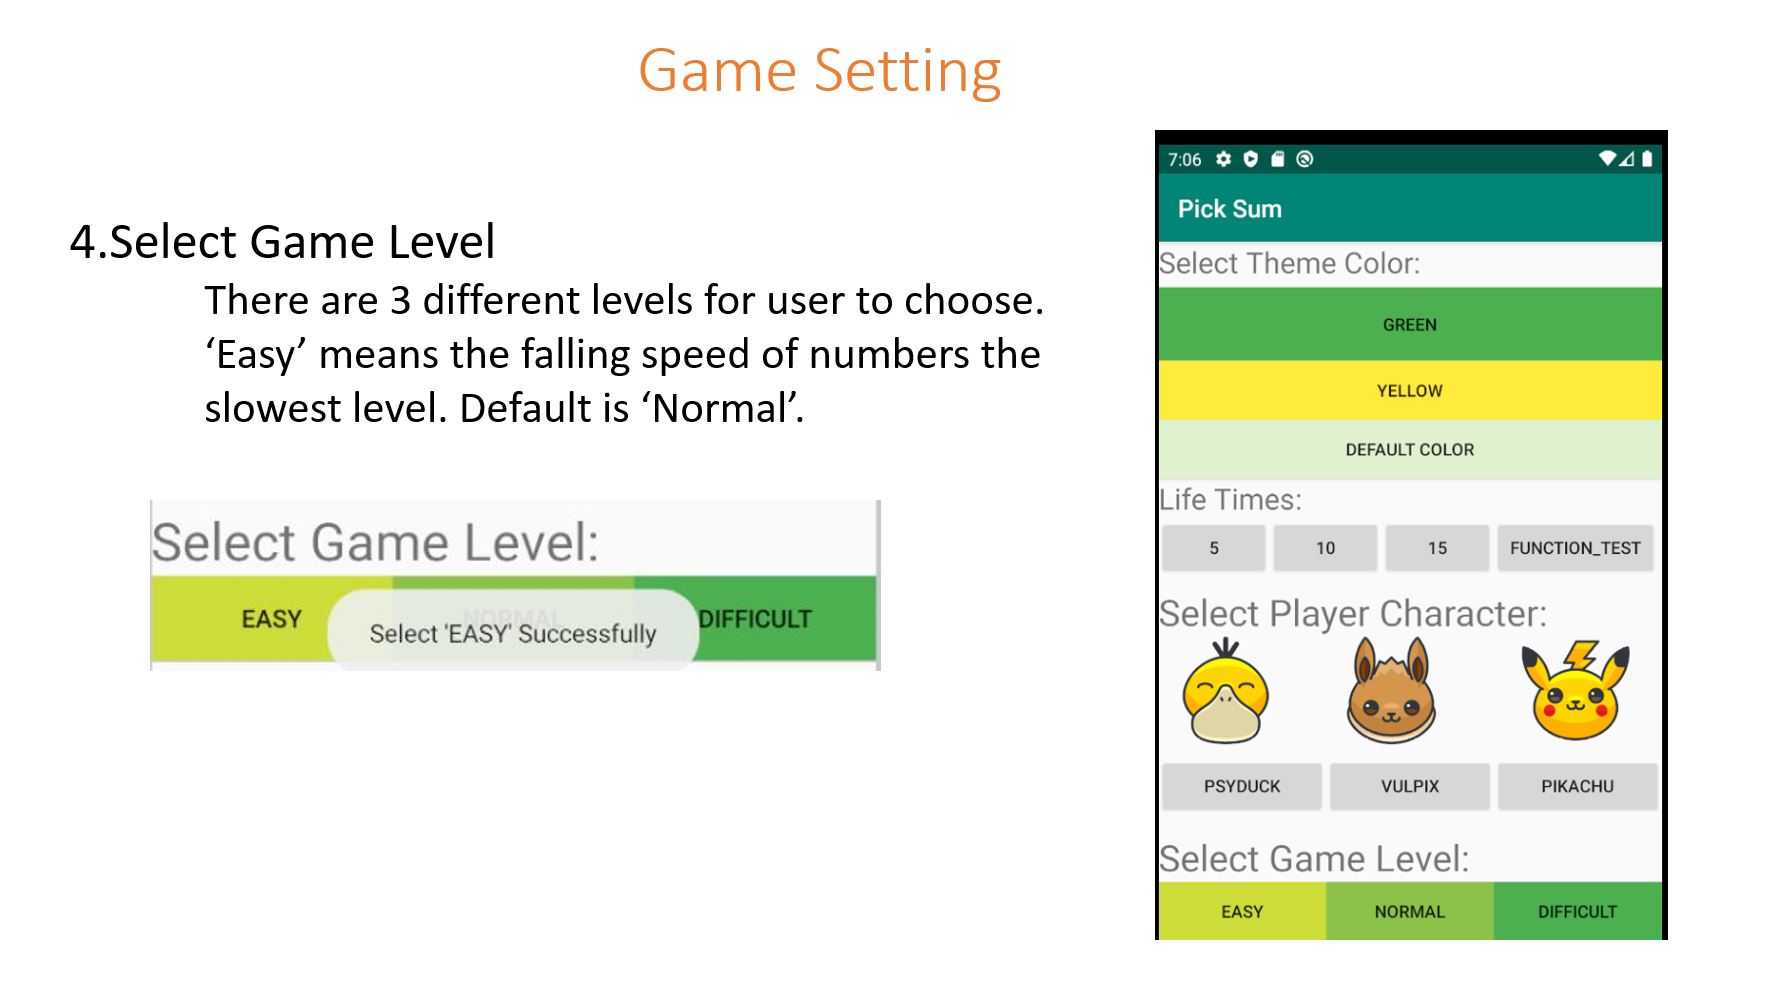 Game Setting
4.Select Game Level
There are 3 different levels for user to choose.
‘Easy’ means the falling speed of numbers the
slowest level. Default is ‘Normal’.
Select Game Level:
EASY NORMAL DIFFICULT
Select 'EASY' Successfully
7:06
Pick Sum
Select Theme Color:
GREEN
YELLOW
DEFAULT COLOR
Life Times:
5 10 15 FUNCTION_TEST
Select Player Character:
PSYDUCK VULPIX PIKACHU
Select Game Level:
EASY NORMAL DIFFICULT